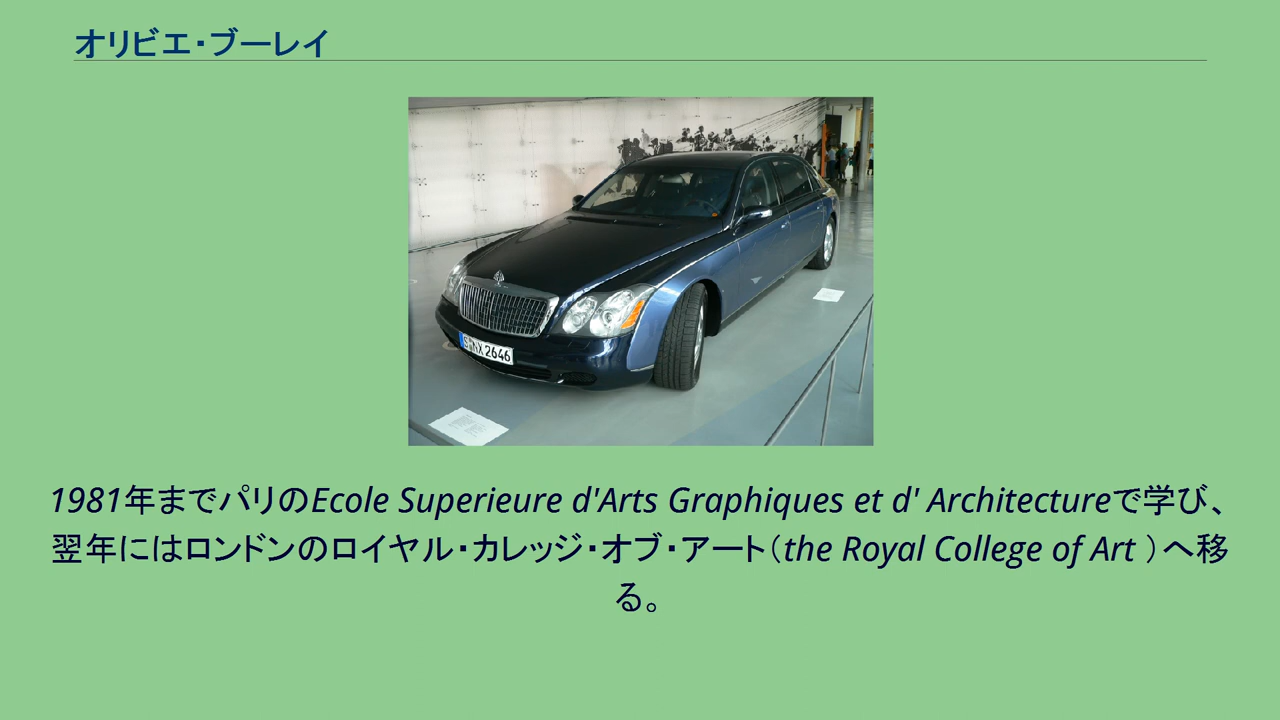 オリビエ・ブーレイ
S NX 2646
1981年までパリのEcole Superieure d'Arts Graphiques et d' Architectureで学び、
翌年にはロンドンのロイヤル・カレッジ・オブ・アート（the Royal College of Art ）へ移
る。